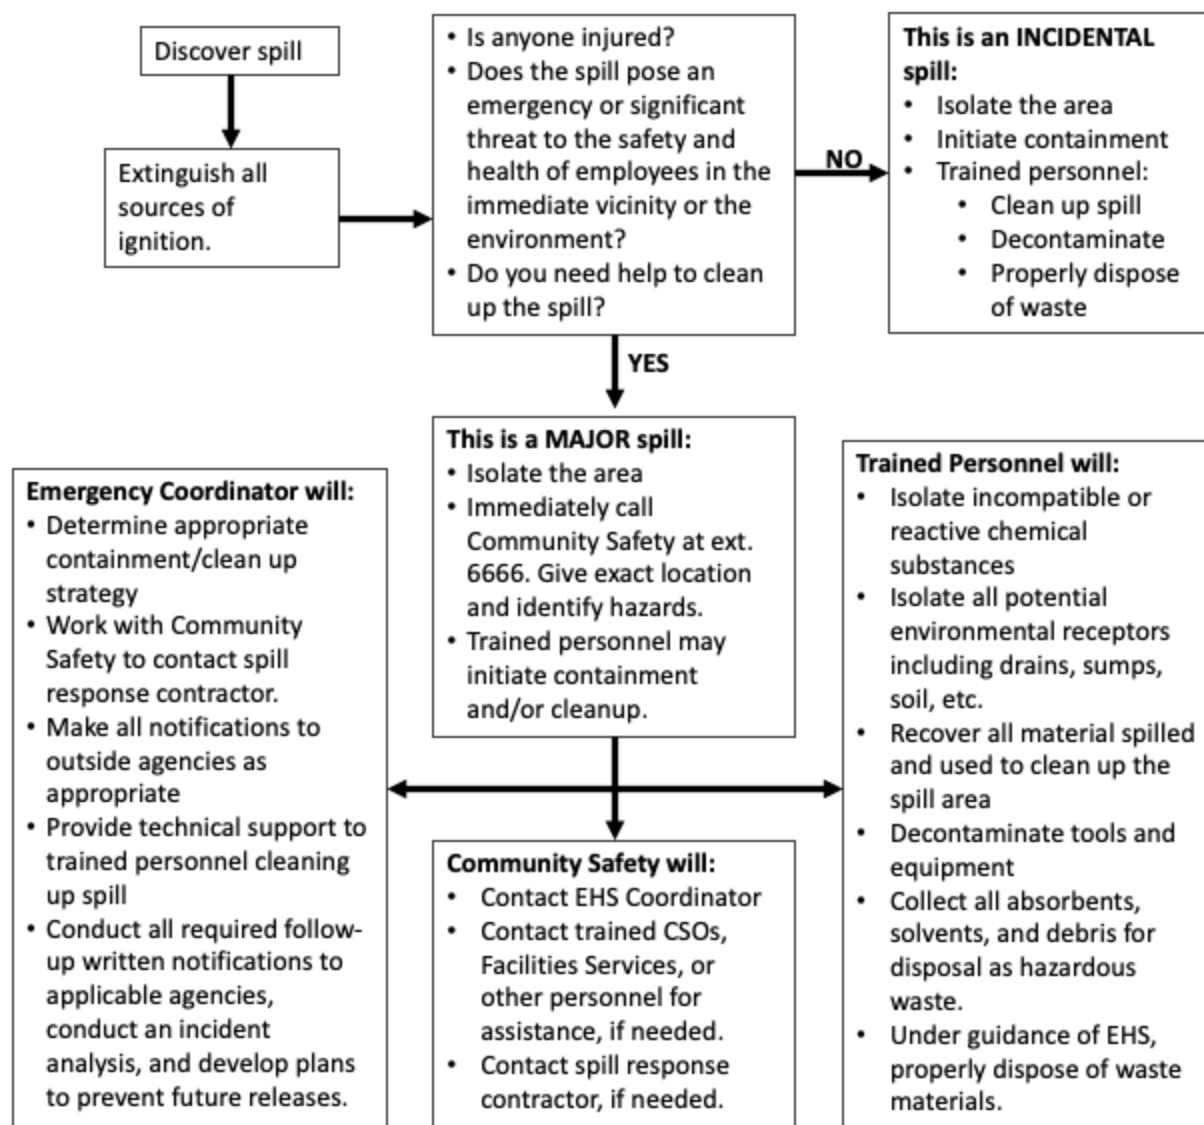 Discover spill
Extinguish all
sources of
ignition.
• Is anyone injured?
• Does the spill pose an
emergency or significant
threat to the safety and
health of employees in the
immediate vicinity or the
environment?
• Do you need help to clean
up the spill?
NO
This is an INCIDENTAL
spill:
• Isolate the area
• Initiate containment
• Trained personnel:
• Clean up spill
• Decontaminate
• Properly dispose
of waste
YES
This is a MAJOR spill:
• Isolate the area
• Immediately call
Community Safety at ext.
6666. Give exact location
and identify hazards.
• Trained personnel may
initiate containment
and/or cleanup.
Emergency Coordinator will:
• Determine appropriate
containment/clean up
strategy
• Work with Community
Safety to contact spill
response contractor.
• Make all notifications to
outside agencies as
appropriate
• Provide technical support to
trained personnel cleaning
up spill
• Conduct all required follow-
up written notifications to
applicable agencies,
conduct an incident
analysis, and develop plans
to prevent future releases.
Community Safety will:
• Contact EHS Coordinator
• Contact trained CSOs,
Facilities Services, or
other personnel for
assistance, if needed.
• Contact spill response
contractor, if needed.
Trained Personnel will:
• Isolate incompatible or
reactive chemical
substances
• Isolate all potential
environmental receptors
including drains, sumps,
soil, etc.
• Recover all material spilled
and used to clean up the
spill area
• Decontaminate tools and
equipment
• Collect all absorbents,
solvents, and debris for
disposal as hazardous
waste.
• Under guidance of EHS,
properly dispose of waste
materials.